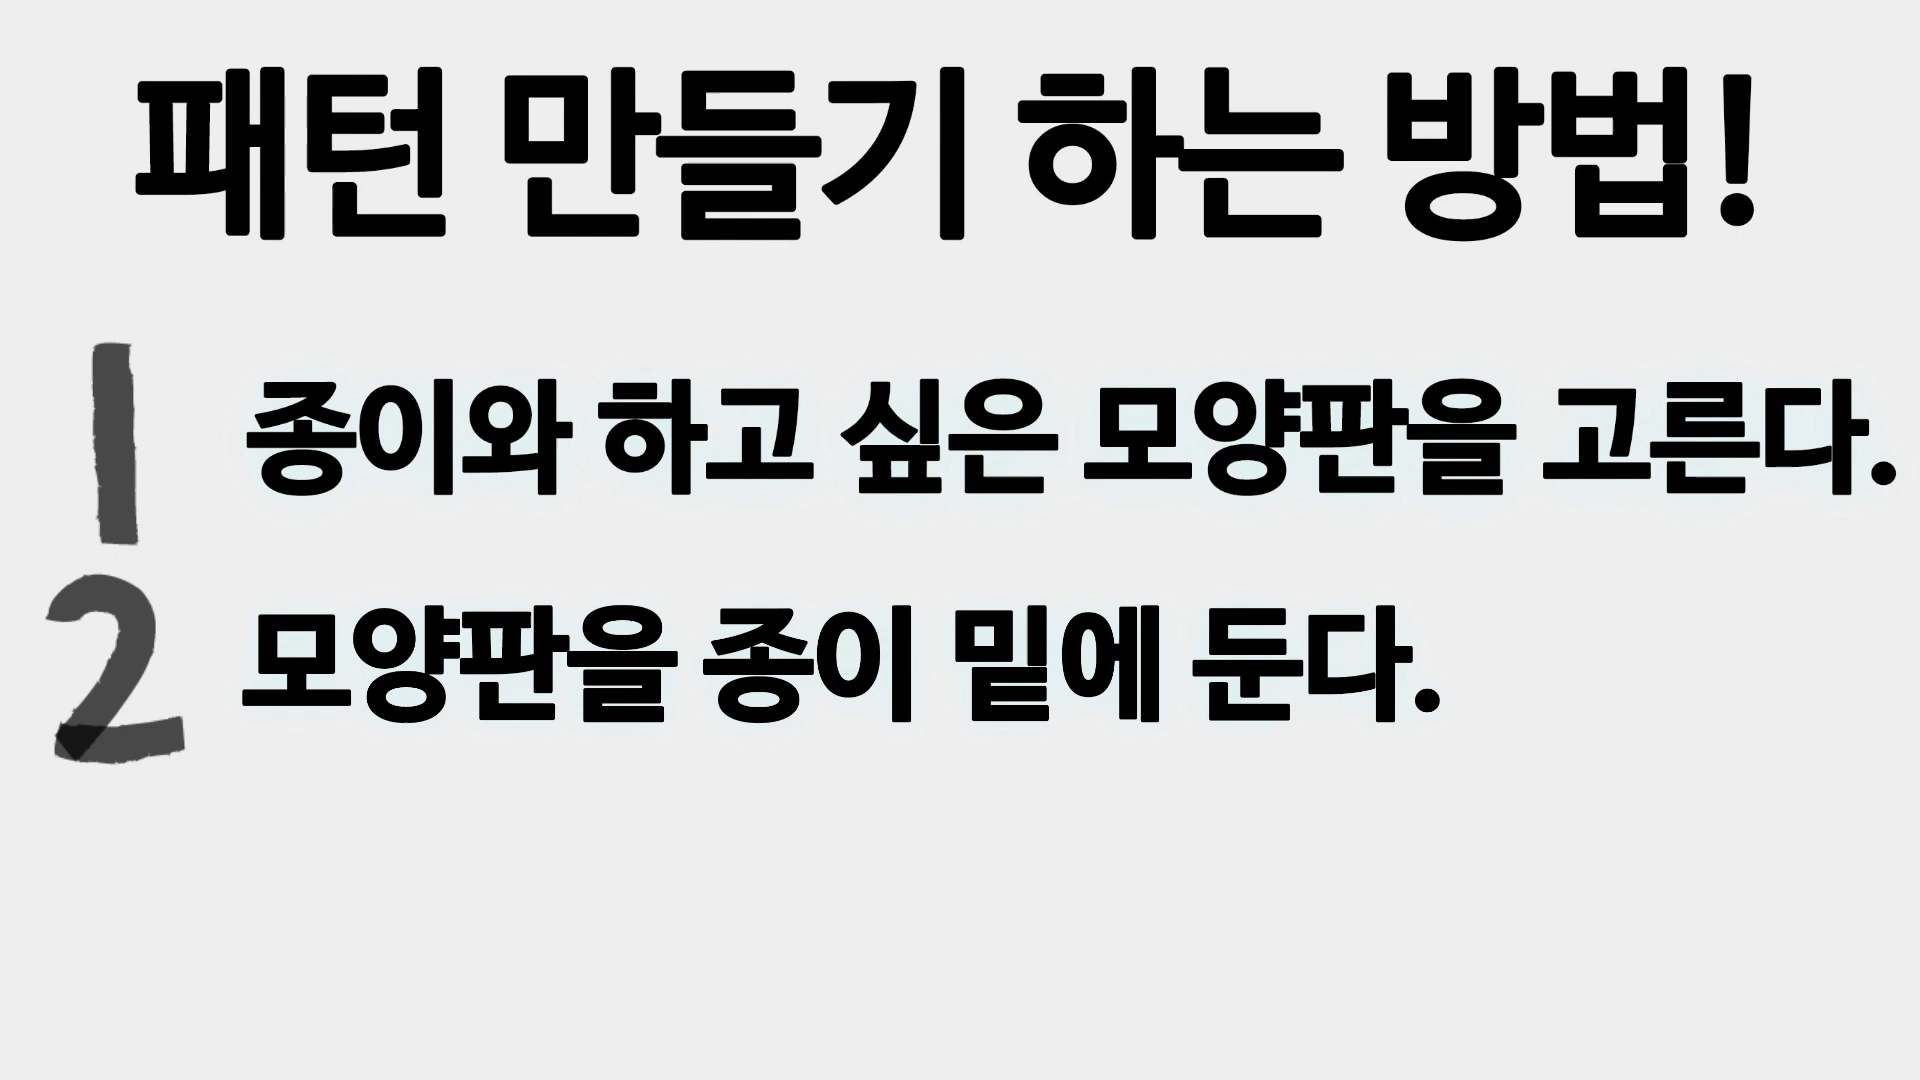 패턴 만들기 하는 방법!
1 종이와 하고 싶은 모양판을 고른다.
2 모양판을 종이 밑에 둔다.